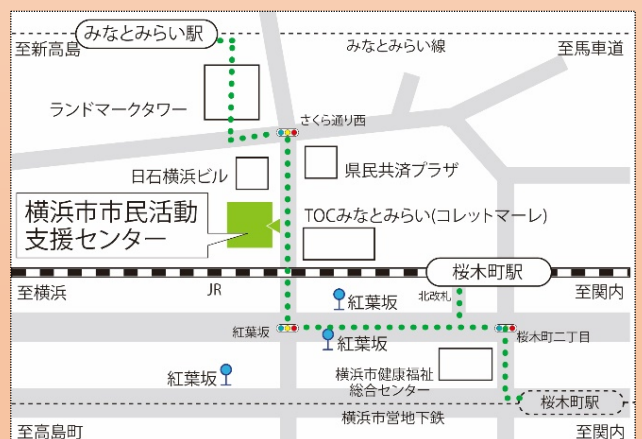 みなとみらい駅
至新高島
みなとみらい線
至馬車道
ランドマークタワー
さくら通り西
日石横浜ビル
県民共済プラザ
横浜市市民活動
支援センター
TOCみなとみらい(コレットマーレ)
桜木町駅
至横浜
JR
北改札
至関内
紅葉坂
紅葉坂
紅葉坂
桜木町二丁目
紅葉坂
横浜市健康福祉
総合センター
桜木町駅
横浜市営地下鉄
至高島町
至関内